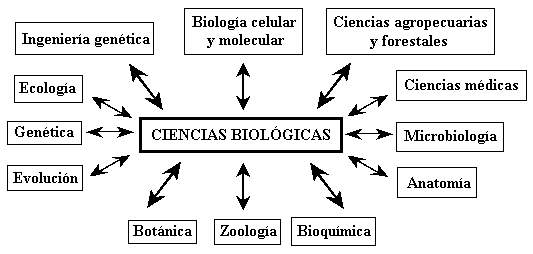 Ingeniería genética
Biología celular
y molecular
Ciencias agropecuarias
y forestales
Ecología
Ciencias médicas
Genética
CIENCIAS BIOLÓGICAS
Microbiología
Evolución
Anatomía
Botánica
Zoología
Bioquímica